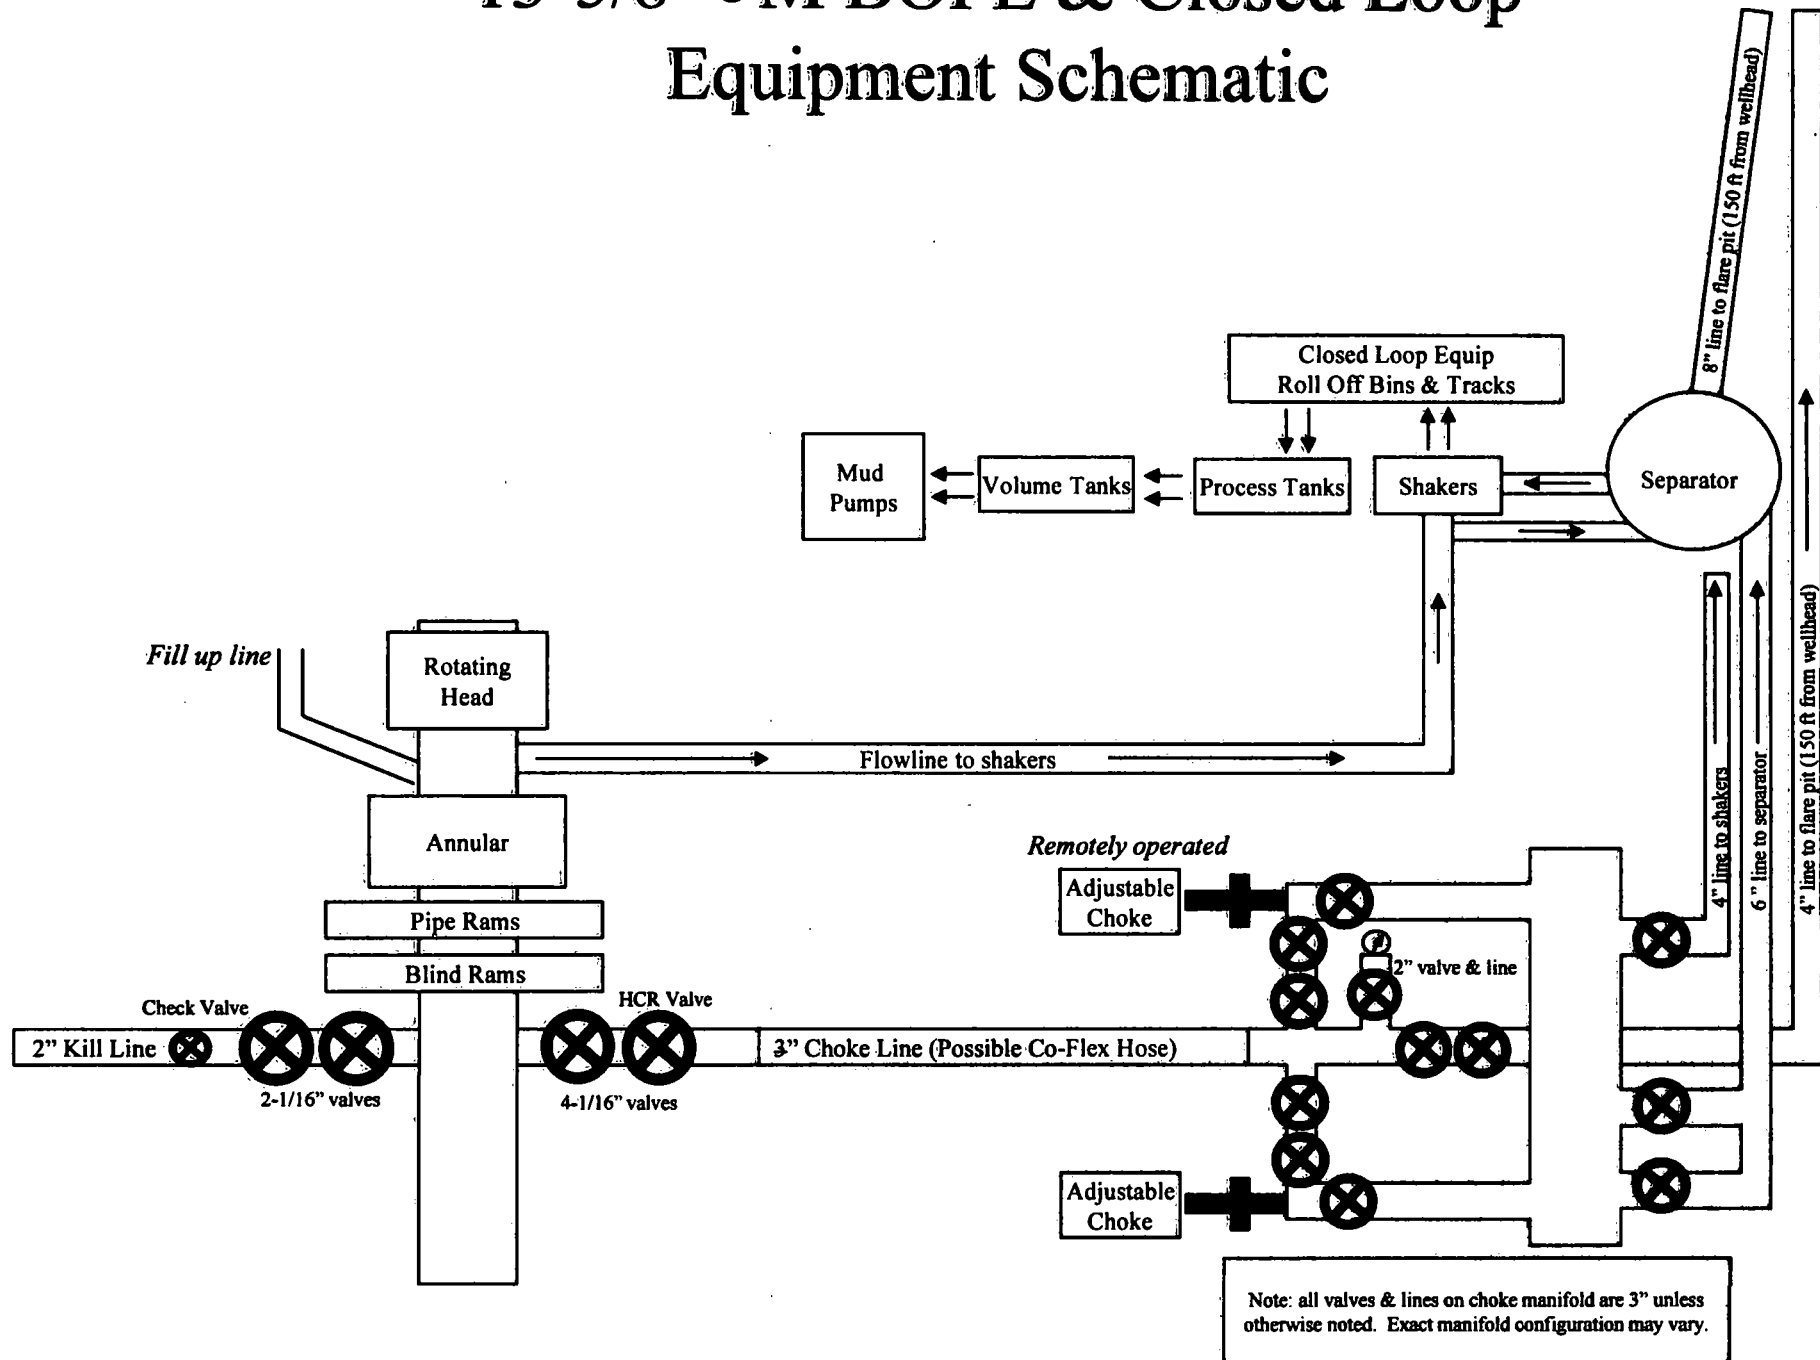 & Closed Loop
Equipment Schematic
8” line to flare pit (150 ft from wellhead)
Closed Loop Equip
Roll Off Bins & Tracks
Mud
Pumps
Volume Tanks
Process Tanks
Shakers
Separator
Fill up line
Rotating
Head
Flowline to shakers
Annular
Pipe Rams
Blind Rams
Remotely operated
Adjustable
Choke
2” valve & line
4” line to shakers
6” line to separator
4” line to flare pit (150 ft from wellhead)
Check Valve
HCR Valve
2” Kill Line
3” Choke Line (Possible Co-Flex Hose)
2-1/16” valves
4-1/16” valves
Adjustable
Choke
Note: all valves & lines on choke manifold are 3” unless
otherwise noted. Exact manifold configuration may vary.